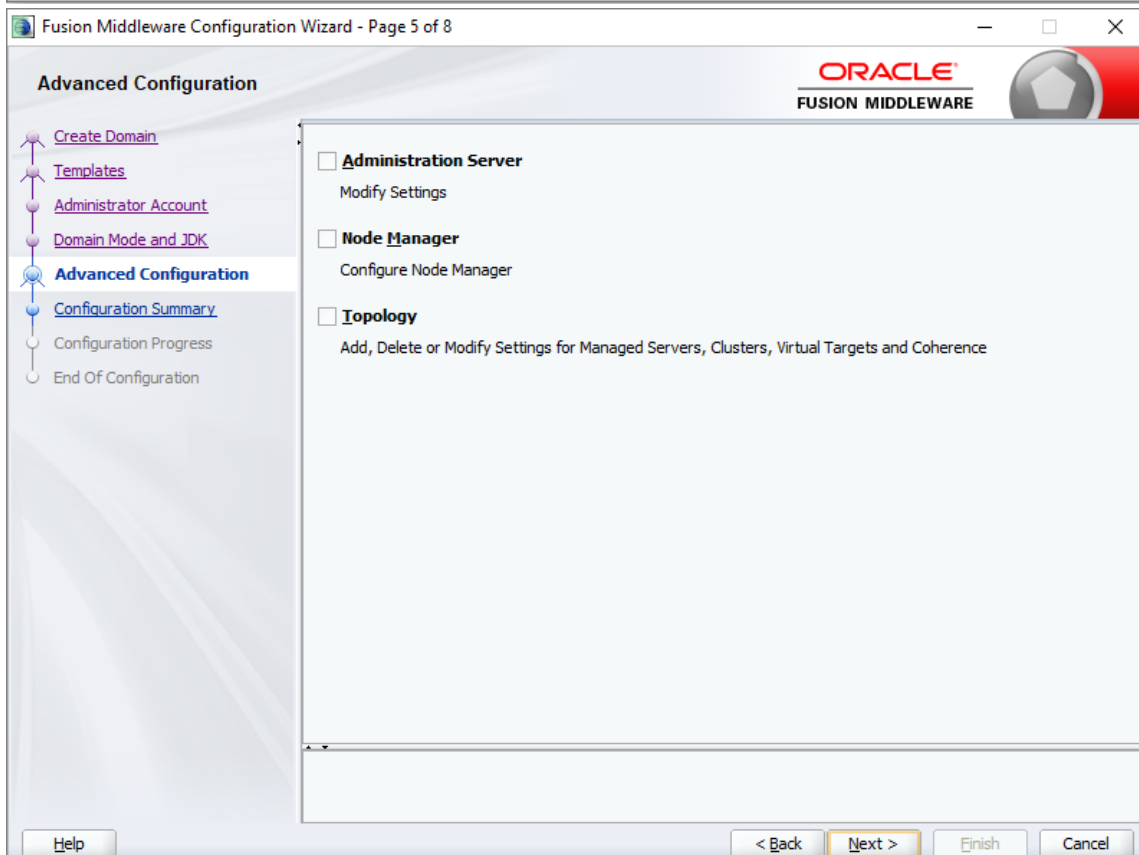 Fusion Middleware Configuration Wizard - Page 5 of 8
Advanced Configuration
ORACLE
FUSION MIDDLEWARE
Create Domain
Templates
Administrator Account
Domain Mode and JDK
Advanced Configuration
Configuration Summary
Configuration Progress
End Of Configuration
Administration Server
Modify Settings
Node Manager
Configure Node Manager
Topology
Add, Delete or Modify Settings for Managed Servers, Clusters, Virtual Targets and Coherence
Help
< Back
Next >
Finish
Cancel